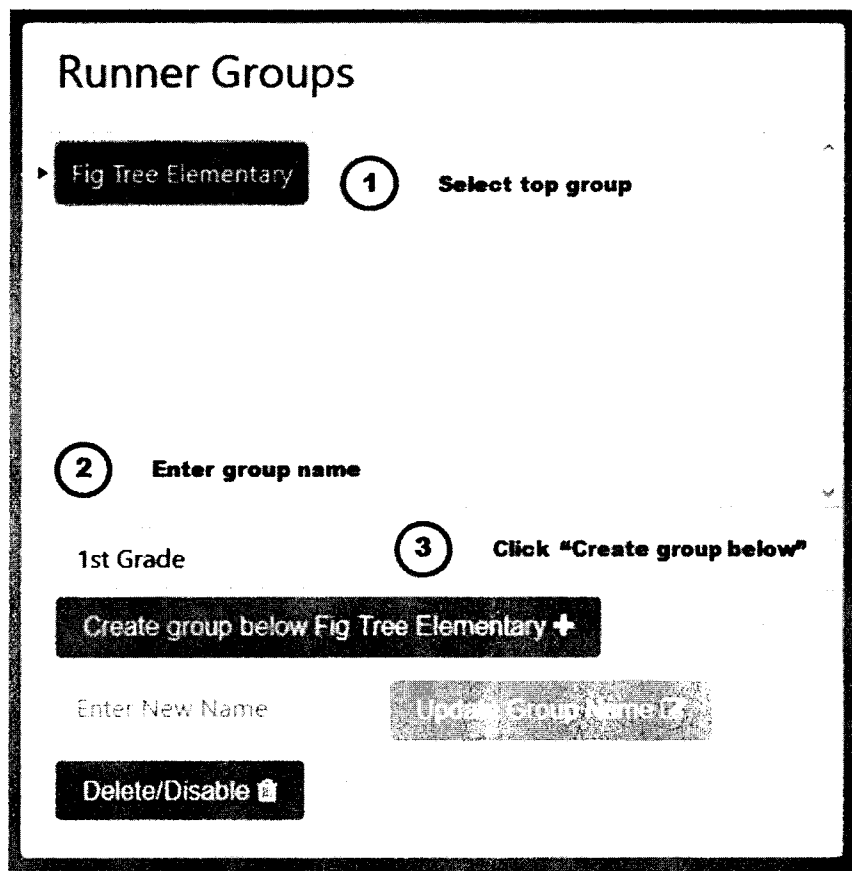 Runner Groups
Fig Tree Elementary
1 Select top group
2 Enter group name
3 Click “Create group below”
1st Grade
Create group below Fig Tree Elementary +
Enter New Name
Update Group Name
Delete/Disable